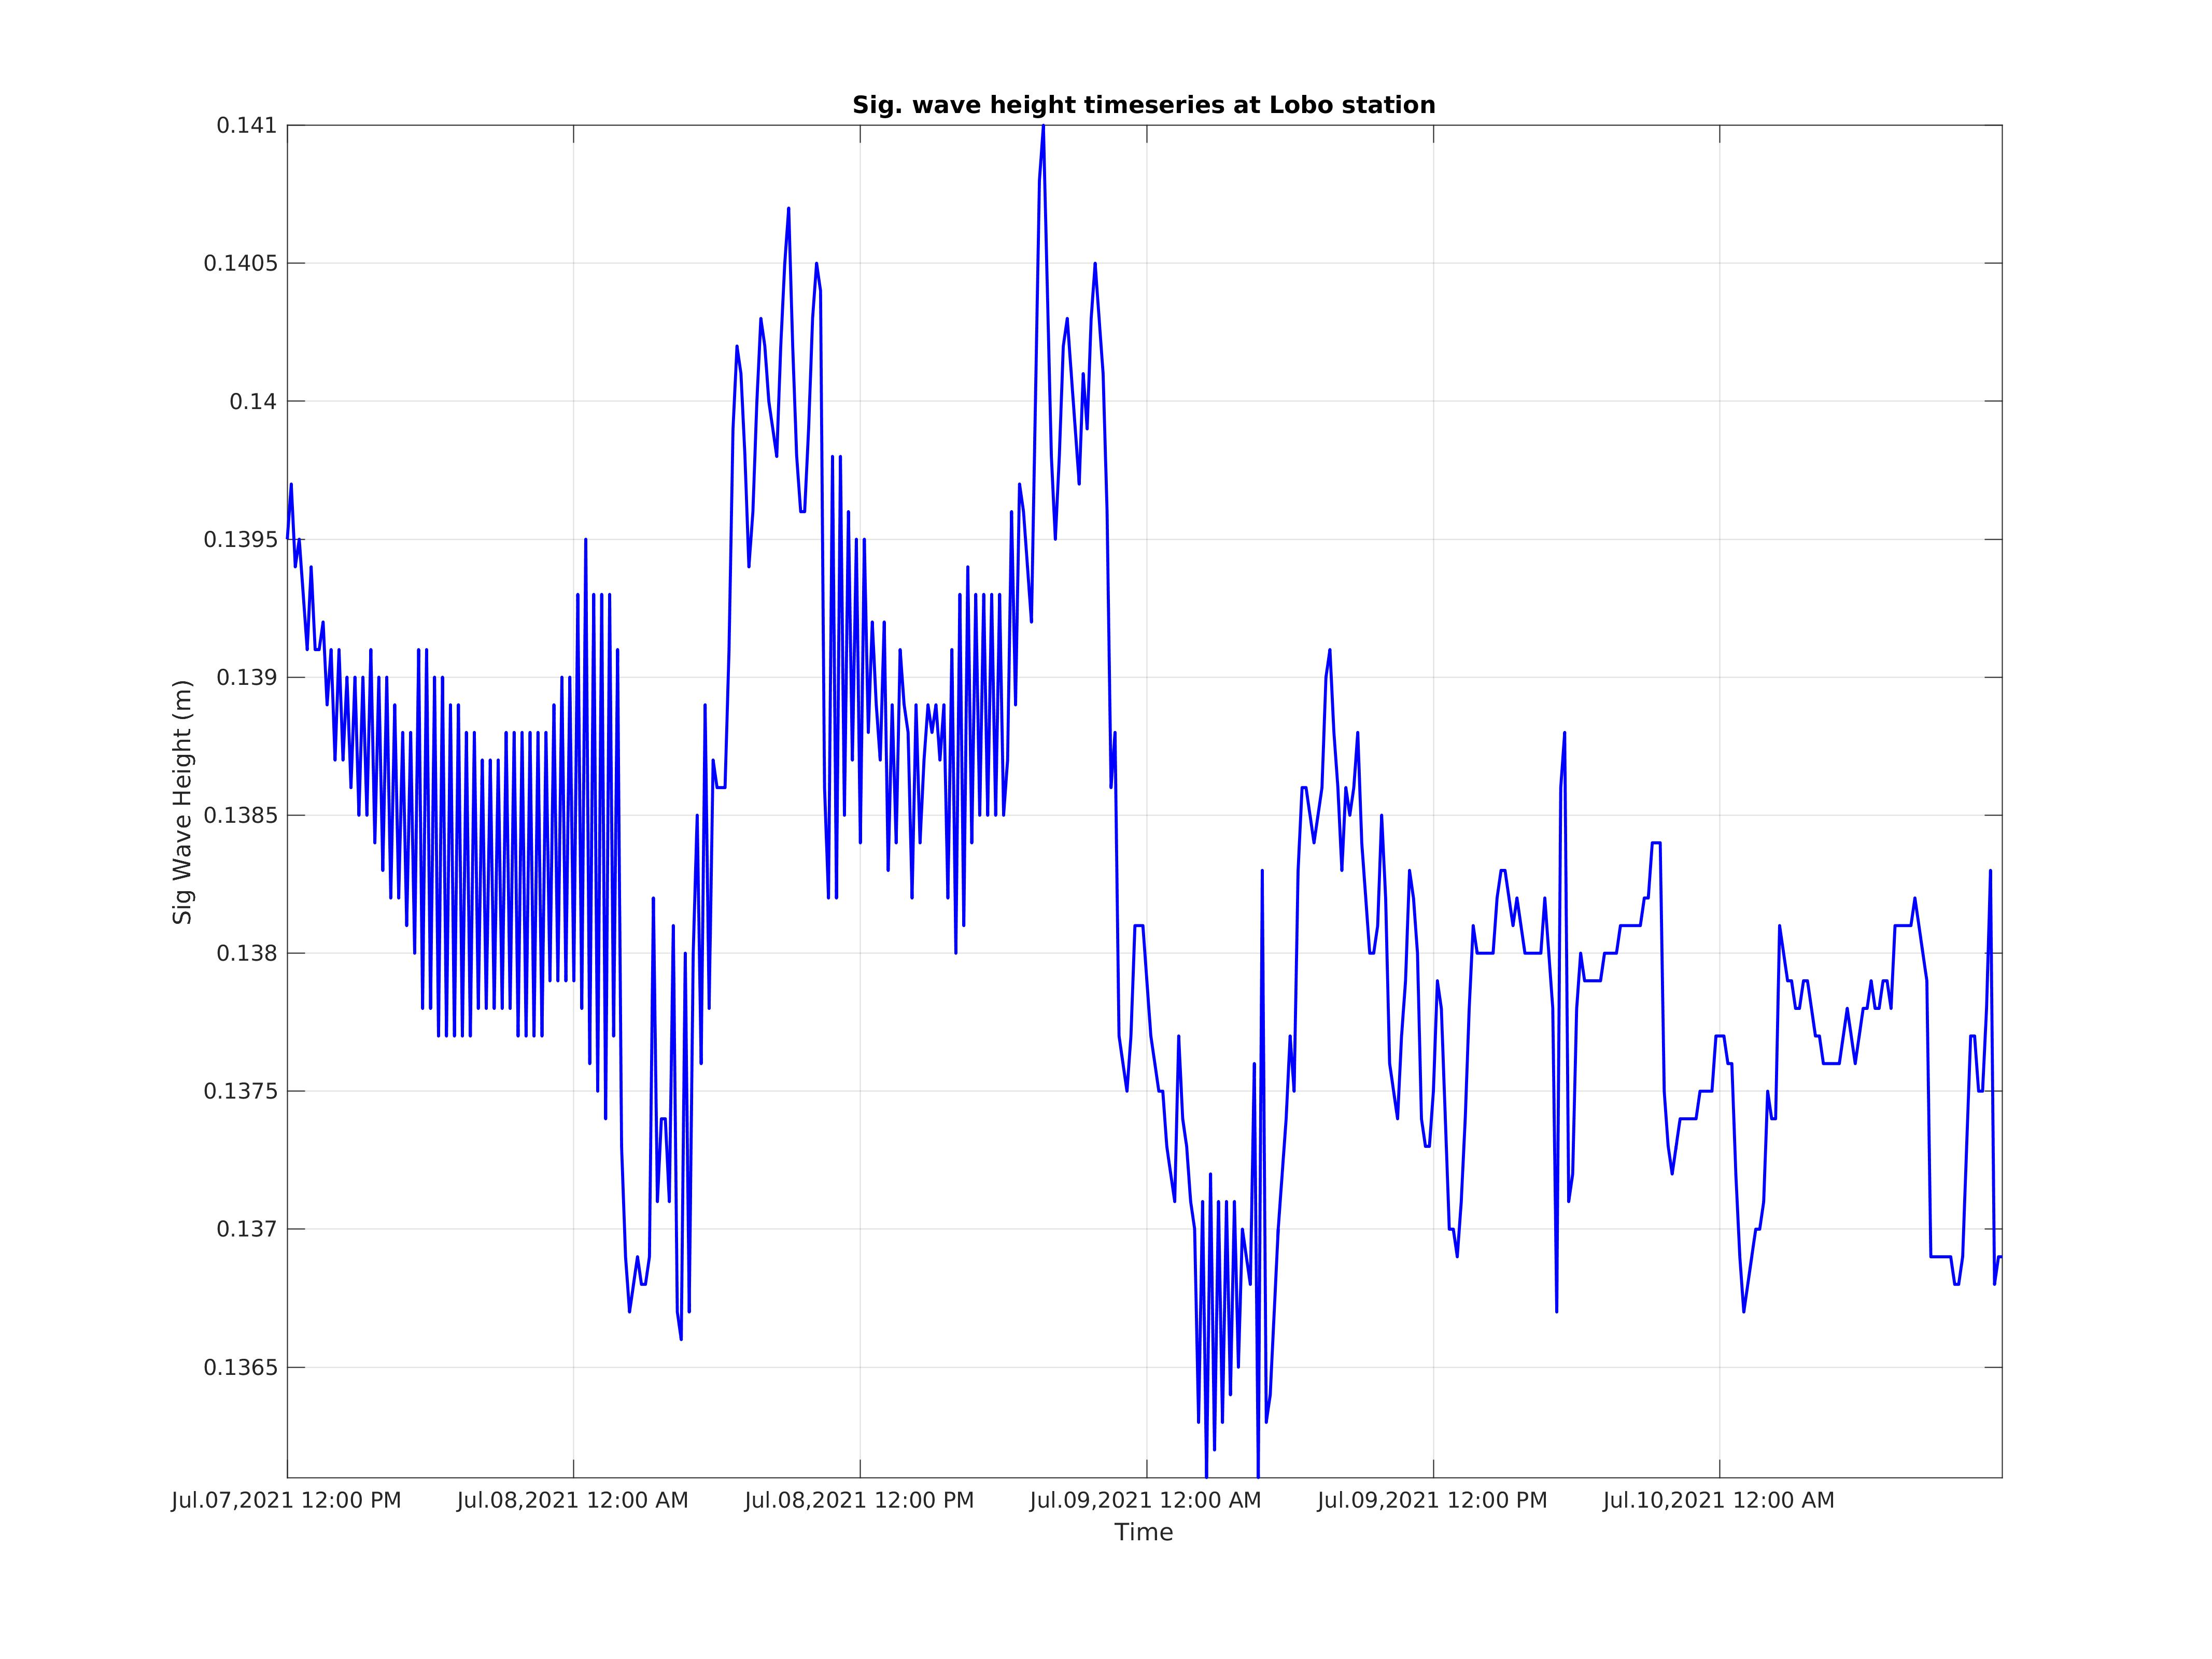 Sig. wave height timeseries at Lobo station
0.141
0.1405
0.14
0.1395
0.139
0.1385
0.138
0.1375
0.137
0.1365
Sig Wave Height (m)
Jul.07,2021 12:00 PM Jul.08,2021 12:00 AM Jul.08,2021 12:00 PM Jul.09,2021 12:00 AM Jul.09,2021 12:00 PM Jul.10,2021 12:00 AM
Time